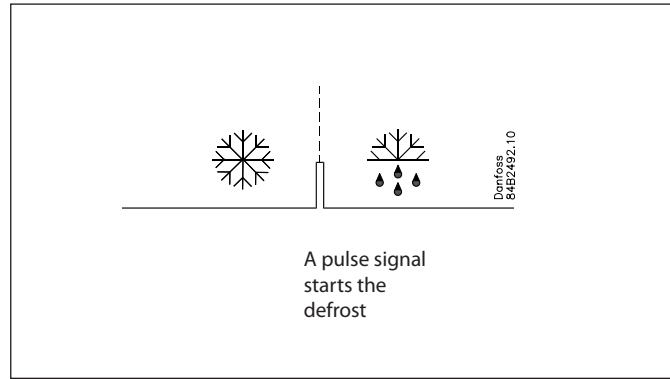 Danfoss
84B2492.10
A pulse signal
starts the
defrost